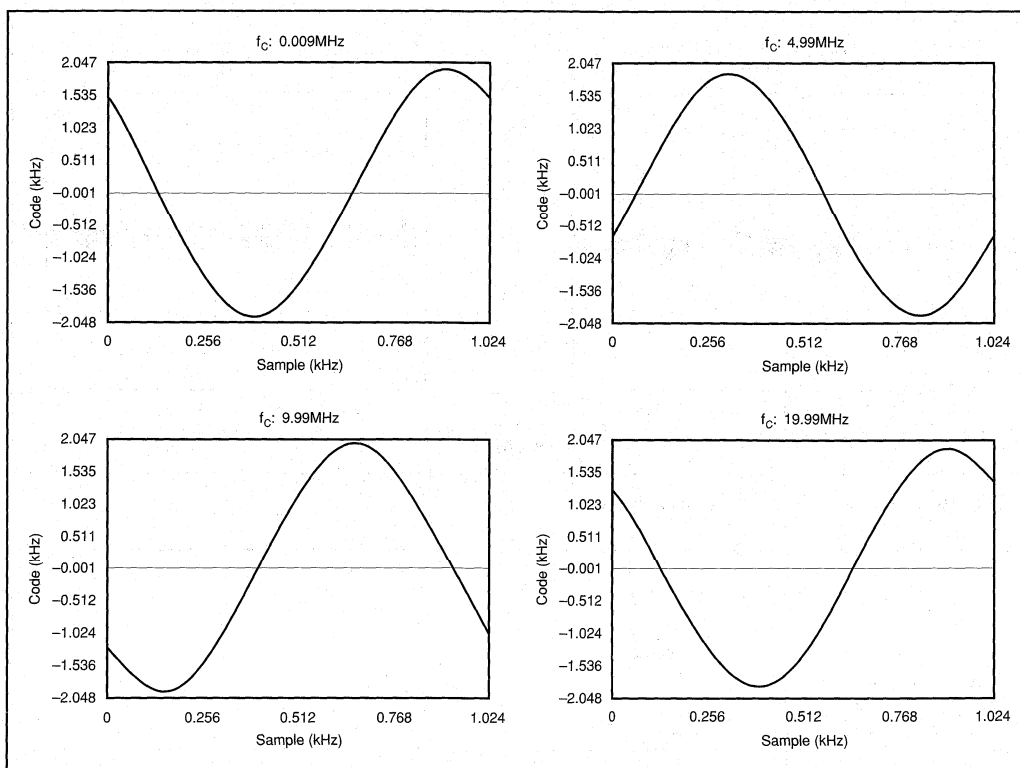 f_C: 0.009MHz
2.047
1.535
1.023
0.511
–0.001
–0.512
–1.024
–1.536
–2.048
Code (kHz)
0 0.256 0.512 0.768 1.024
Sample (kHz)
f_C: 4.99MHz
2.047
1.535
1.023
0.511
–0.001
–0.512
–1.024
–1.536
–2.048
Code (kHz)
0 0.256 0.512 0.768 1.024
Sample (kHz)
f_C: 9.99MHz
2.047
1.535
1.023
0.511
–0.001
–0.512
–1.024
–1.536
–2.048
Code (kHz)
0 0.256 0.512 0.768 1.024
Sample (kHz)
f_C: 19.99MHz
2.047
1.535
1.023
0.511
–0.001
–0.512
–1.024
–1.536
–2.048
Code (kHz)
0 0.256 0.512 0.768 1.024
Sample (kHz)